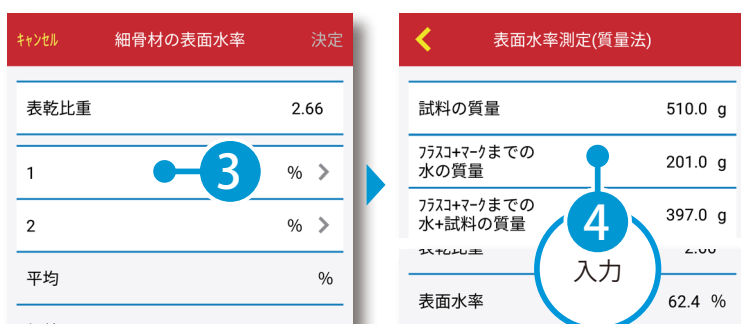 キャンセル 細骨材の表面水率 決定
表乾比重 2.66
1 %
3
2 %
平均 %
表面水率測定(質量法)
試料の質量 510.0 g
フラスコ+マークまでの
水の質量 201.0 g
フラスコ+マークまでの
水+試料の質量 397.0 g
4
入力
表面水率 62.4 %